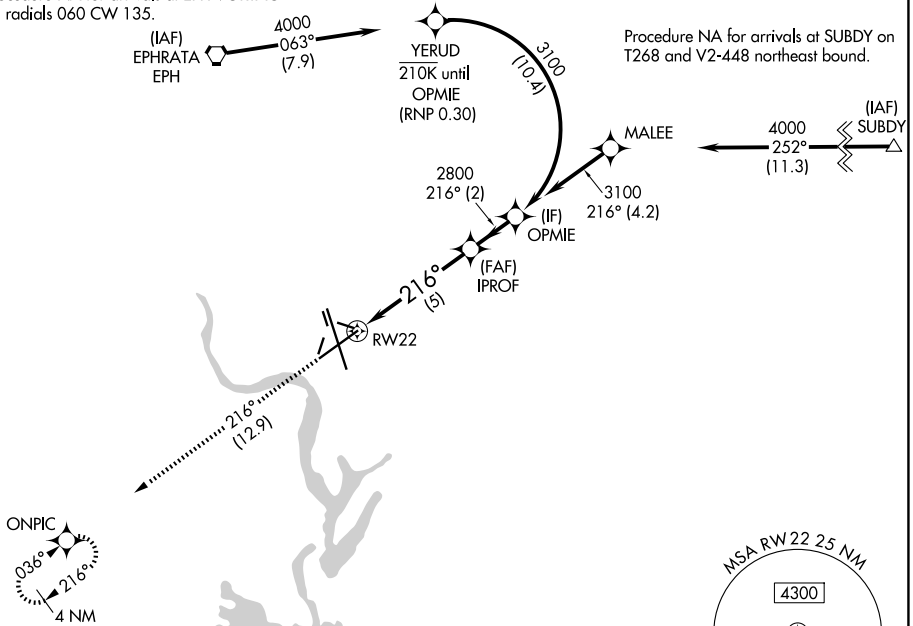 radials 060 CW 135.
(IAF)
EPHRATA
EPH
4000
063°
(7.9)
YERUD
210K until
OPMIE
(RNP 0.30)
3100
(10.4)
Procedure NA for arrivals at SUBDY on
T268 and V2-448 northeast bound.
(IAF)
SUBDY
4000
252°
(11.3)
MALEE
3100
216° (4.2)
2800
216° (2)
(IF)
OPMIE
(FAF)
IPROF
216°
(5)
RW22
216°
(12.9)
ONPIC
036°
216°
4 NM
MSA RW 22 25 NM
4300